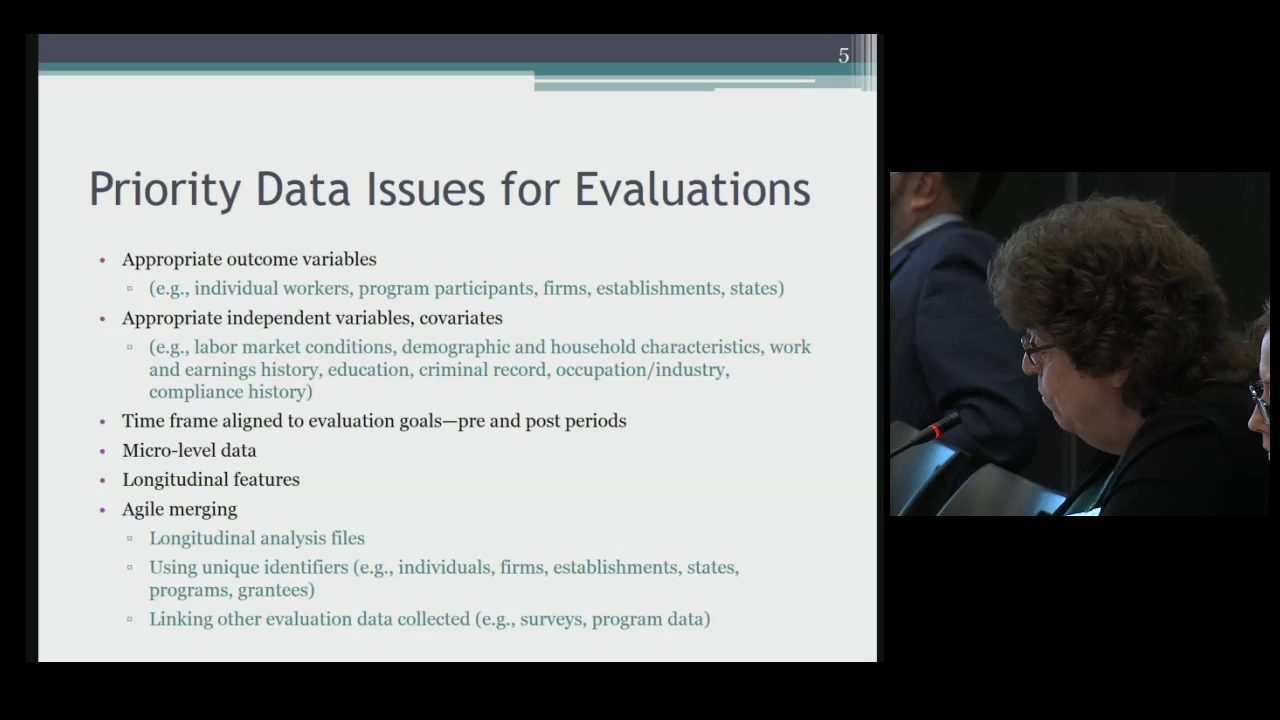 5
Priority Data Issues for Evaluations
• Appropriate outcome variables
▫ (e.g., individual workers, program participants, firms, establishments, states)
• Appropriate independent variables, covariates
▫ (e.g., labor market conditions, demographic and household characteristics, work
and earnings history, education, criminal record, occupation/industry,
compliance history)
• Time frame aligned to evaluation goals—pre and post periods
• Micro-level data
• Longitudinal features
• Agile merging
▫ Longitudinal analysis files
▫ Using unique identifiers (e.g., individuals, firms, establishments, states,
programs, grantees)
▫ Linking other evaluation data collected (e.g., surveys, program data)